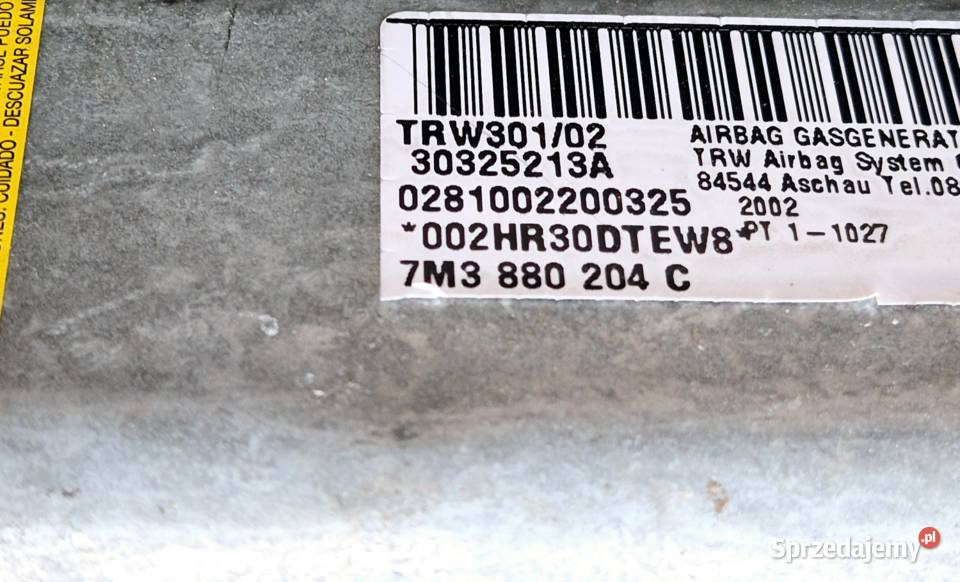 CUIDADO - DESCUAZAR SOLAM
TRW301/02
30325213A
0281002200325
*002HR30DTEW8*
7M3 880 204 C
AIRBAG GASGENERAT
TRW Airbag System
84544 Aschau Tel.08
2002
PT 1-1027
Sprzedajemy.pl